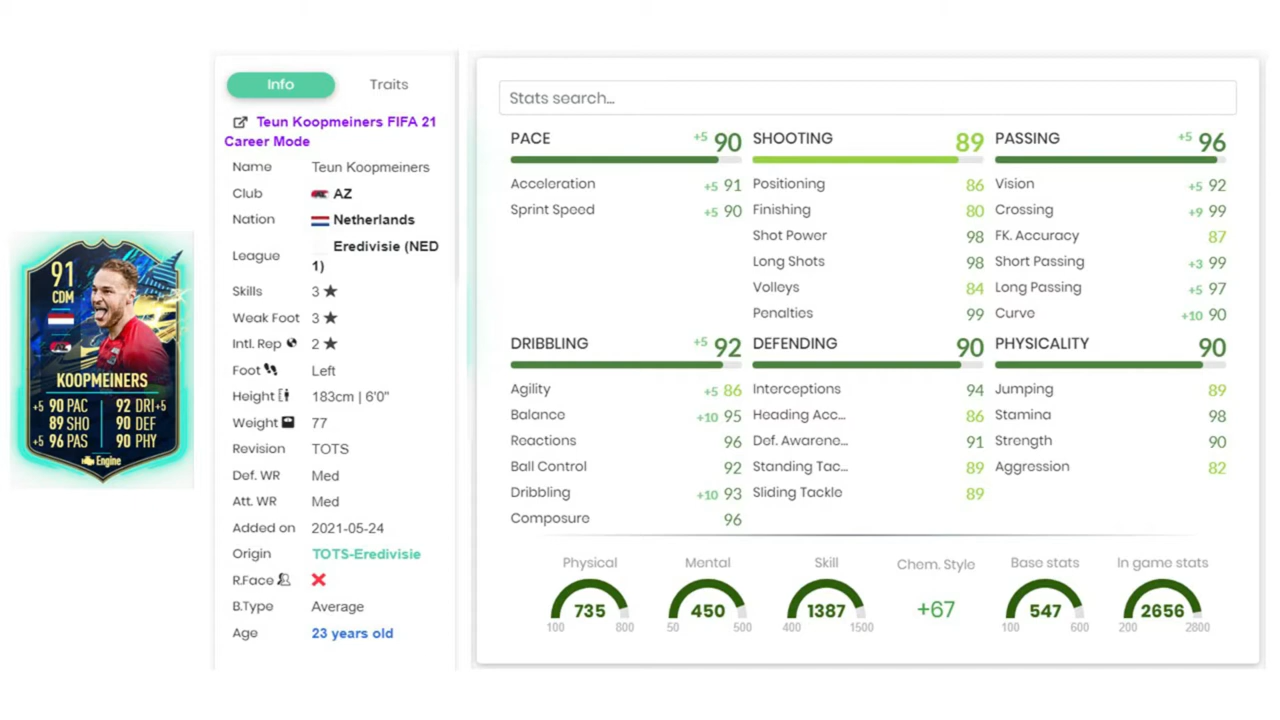 91
CDM
KOOPMEINERS
+5 90 PAC 92 DRI+5
89 SHO 90 DEF
+5 96 PAS 90 PHY
Engine
Info Traits
Teun Koopmeiners FIFA 21
Career Mode
Name Teun Koopmeiners
Club AZ
Nation Netherlands
League Eredivisie (NED
1)
Skills 3
Weak Foot 3
Intl. Rep 2
Foot Left
Height 183cm | 6'0"
Weight 77
Revision TOTS
Def. WR Med
Att. WR Med
Added on 2021-05-24
Origin TOTS-Eredivisie
R.Face
B.Type Average
Age 23 years old
Stats search...
PACE +5 90
Acceleration +5 91
Sprint Speed +5 90
SHOOTING 89
Positioning 86
Finishing 80
Shot Power 98
Long Shots 98
Volleys 84
Penalties 99
PASSING +5 96
Vision +5 92
Crossing +9 99
FK. Accuracy 87
Short Passing +3 99
Long Passing +5 97
Curve +10 90
DRIBBLING +5 92
Agility +5 86
Balance +10 95
Reactions 96
Ball Control 92
Dribbling +10 93
Composure 96
DEFENDING 90
Interceptions 94
Heading Acc... 86
Def. Awarene... 91
Standing Tac... 89
Sliding Tackle 89
PHYSICALITY 90
Jumping 89
Stamina 98
Strength 90
Aggression 82
Physical
735
100 800
Mental
450
50 500
Skill
1387
400 1500
Chem. Style
+67
Base stats
547
100 600
In game stats
2656
200 2800